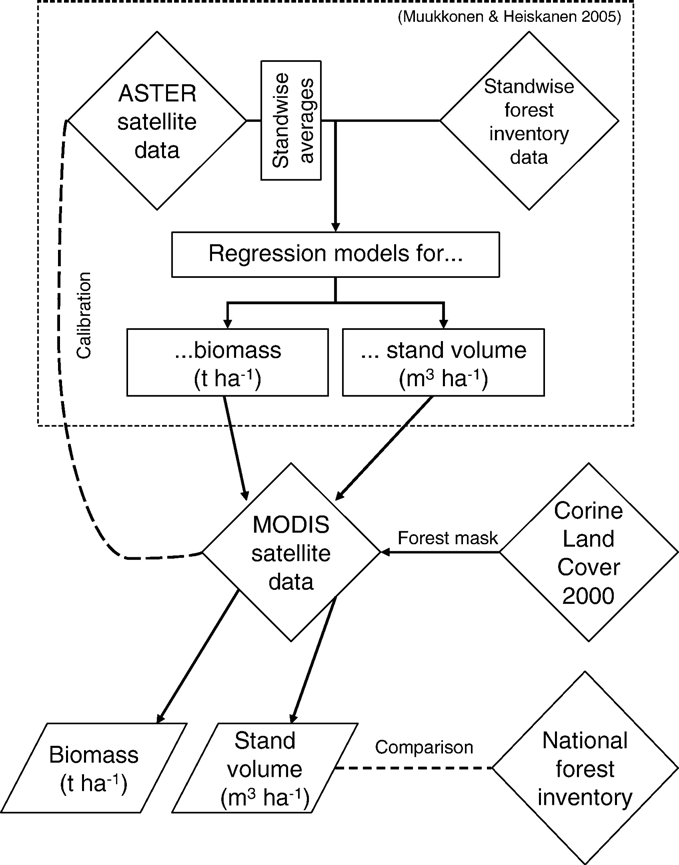 (Muukkonen & Heiskanen 2005)
ASTER
satellite
data
Standwise
averages
Standwise
forest
inventory
data
Regression models for...
Calibration
...biomass
(t ha-1)
... stand volume
(m³ ha-1)
MODIS
satellite
data
Forest mask
Corine
Land
Cover
2000
Biomass
(t ha-1)
Stand
volume
(m³ ha-1)
Comparison
National
forest
inventory